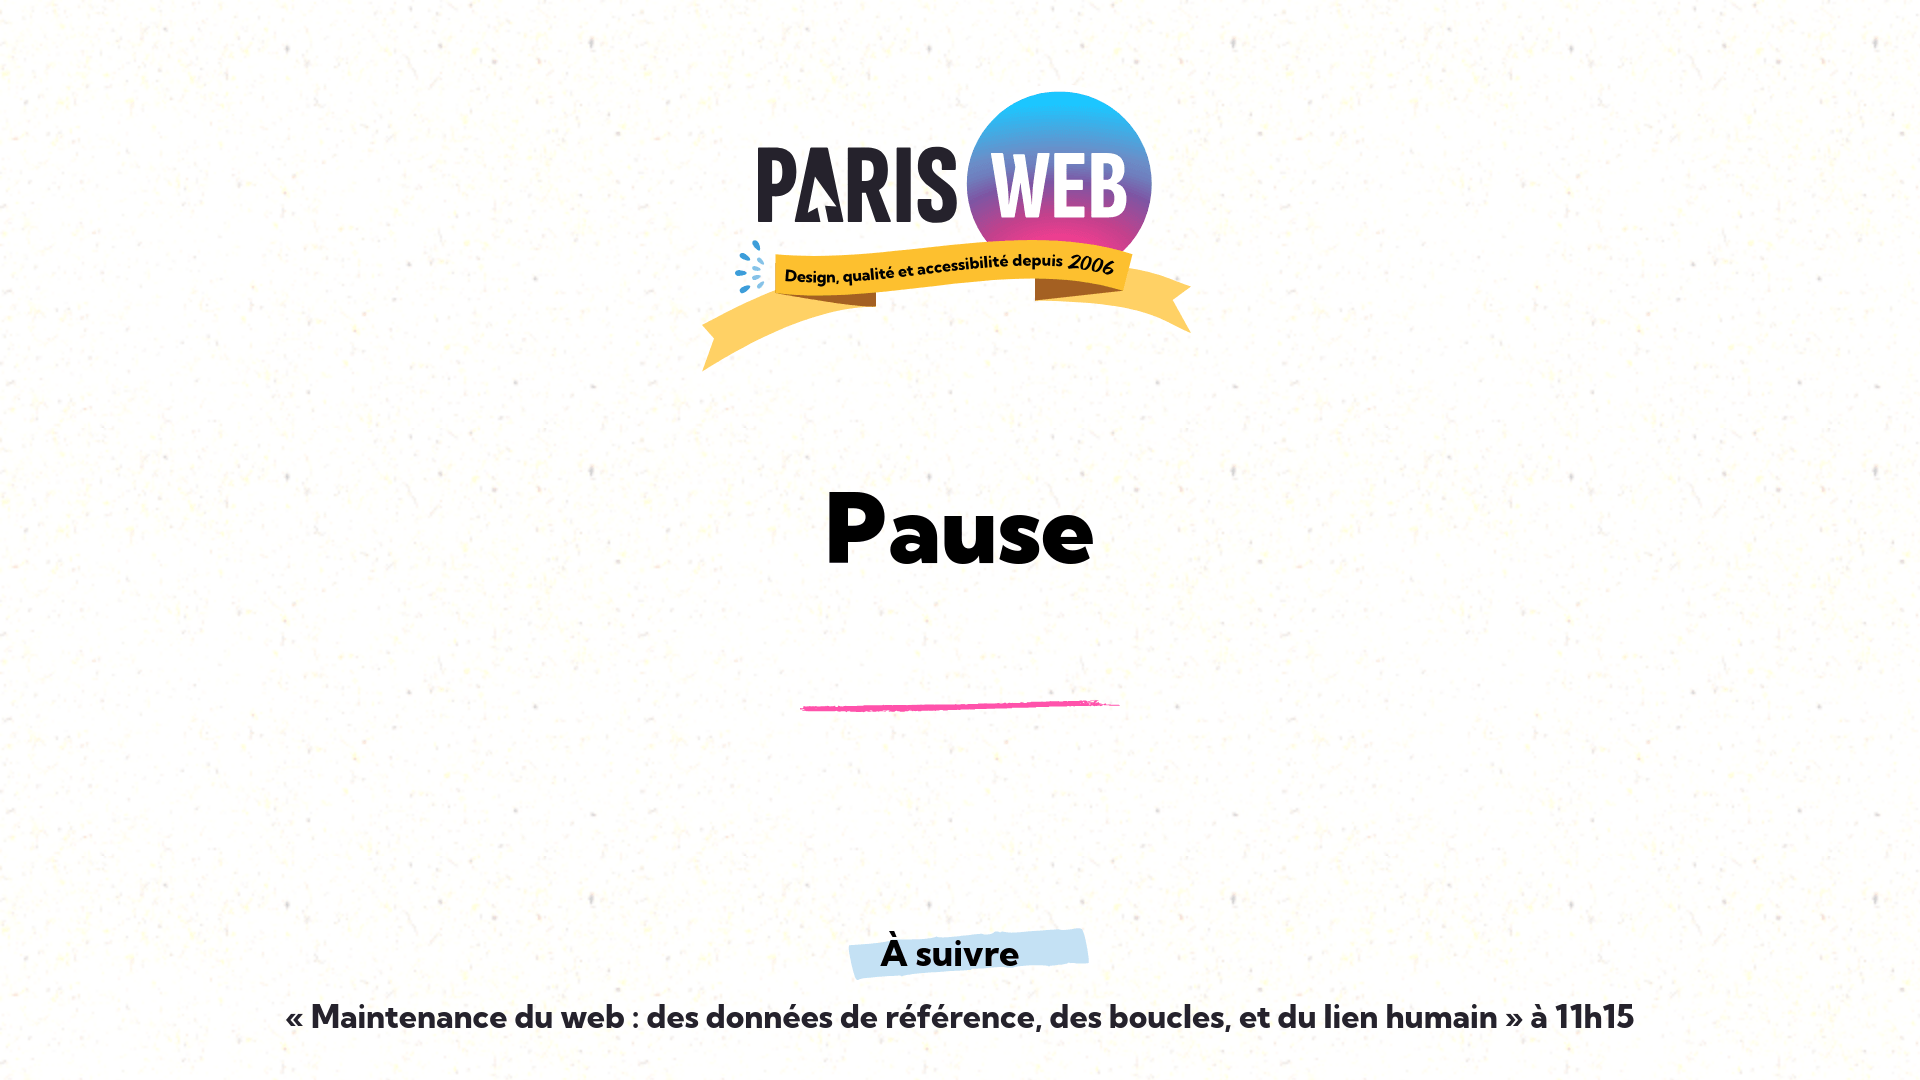 PARIS WEB
Design, qualité et accessibilité depuis 2006
Pause
À suivre
« Maintenance du web : des données de référence, des boucles, et du lien humain » à 11h15